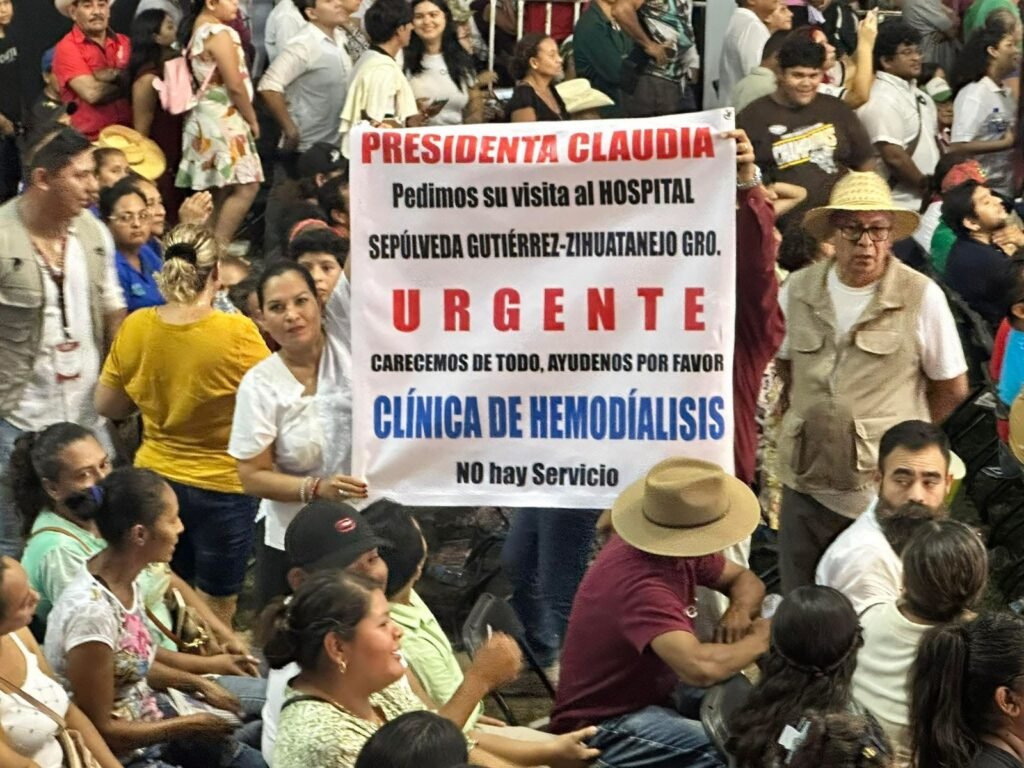 PRESIDENTA CLAUDIA
Pedimos su visita al HOSPITAL
SEPÚLVEDA GUTIÉRREZ-ZIHUATANEJO GRO.
URGENTE
CARECEMOS DE TODO, AYUDENOS POR FAVOR
CLÍNICA DE HEMODÍALISIS
NO hay Servicio